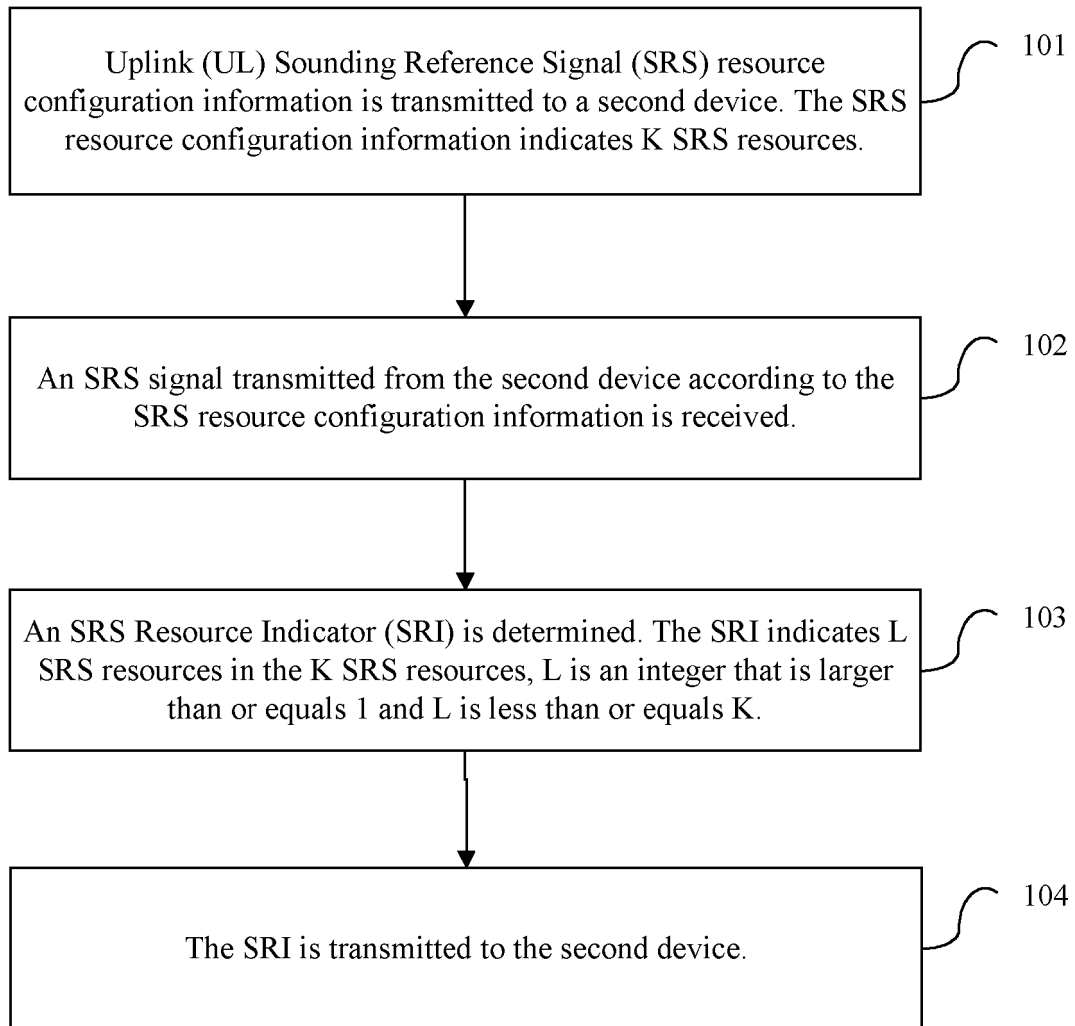 Uplink (UL) Sounding Reference Signal (SRS) resource
configuration information is transmitted to a second device. The SRS
resource configuration information indicates K SRS resources.
101
An SRS signal transmitted from the second device according to the
SRS resource configuration information is received.
102
An SRS Resource Indicator (SRI) is determined. The SRI indicates L
SRS resources in the K SRS resources, L is an integer that is larger
than or equals 1 and L is less than or equals K.
103
The SRI is transmitted to the second device.
104